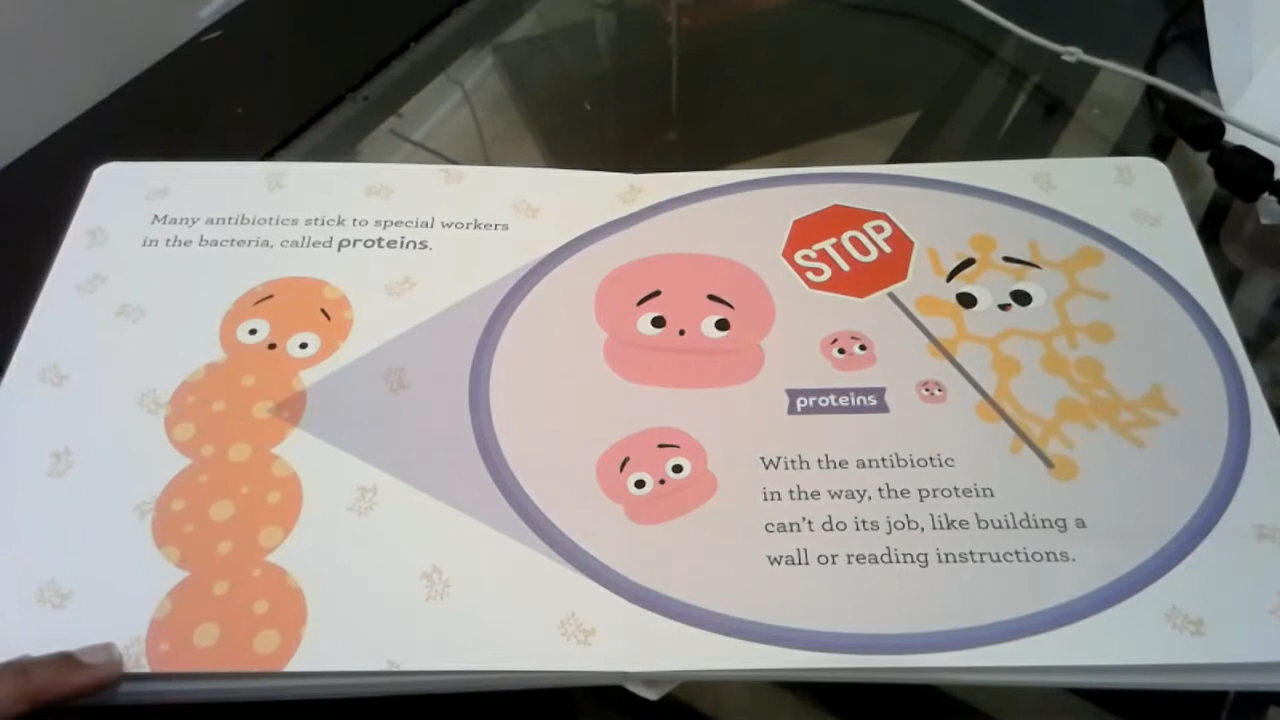 Many antibiotics stick to special workers
in the bacteria, called proteins.
STOP
proteins
With the antibiotic
in the way, the protein
can't do its job, like building a
wall or reading instructions.